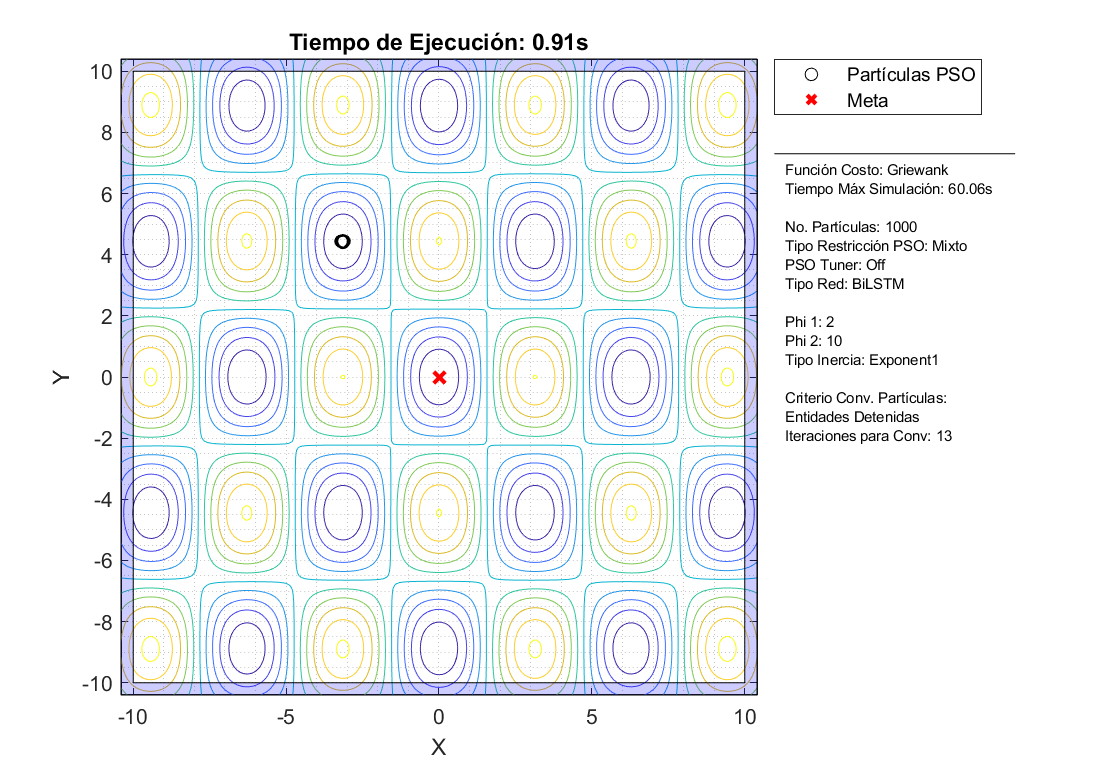 Tiempo de Ejecución: 0.91s
10
8
6
4
2
0
-2
-4
-6
-8
-10
Y
-10
-5
0
5
10
X
Partículas PSO
Meta
Función Costo: Griewank
Tiempo Máx Simulación: 60.06s
No. Partículas: 1000
Tipo Restricción PSO: Mixto
PSO Tuner: Off
Tipo Red: BiLSTM
Phi 1: 2
Phi 2: 10
Tipo Inercia: Exponent1
Criterio Conv. Partículas:
Entidades Detenidas
Iteraciones para Conv: 13